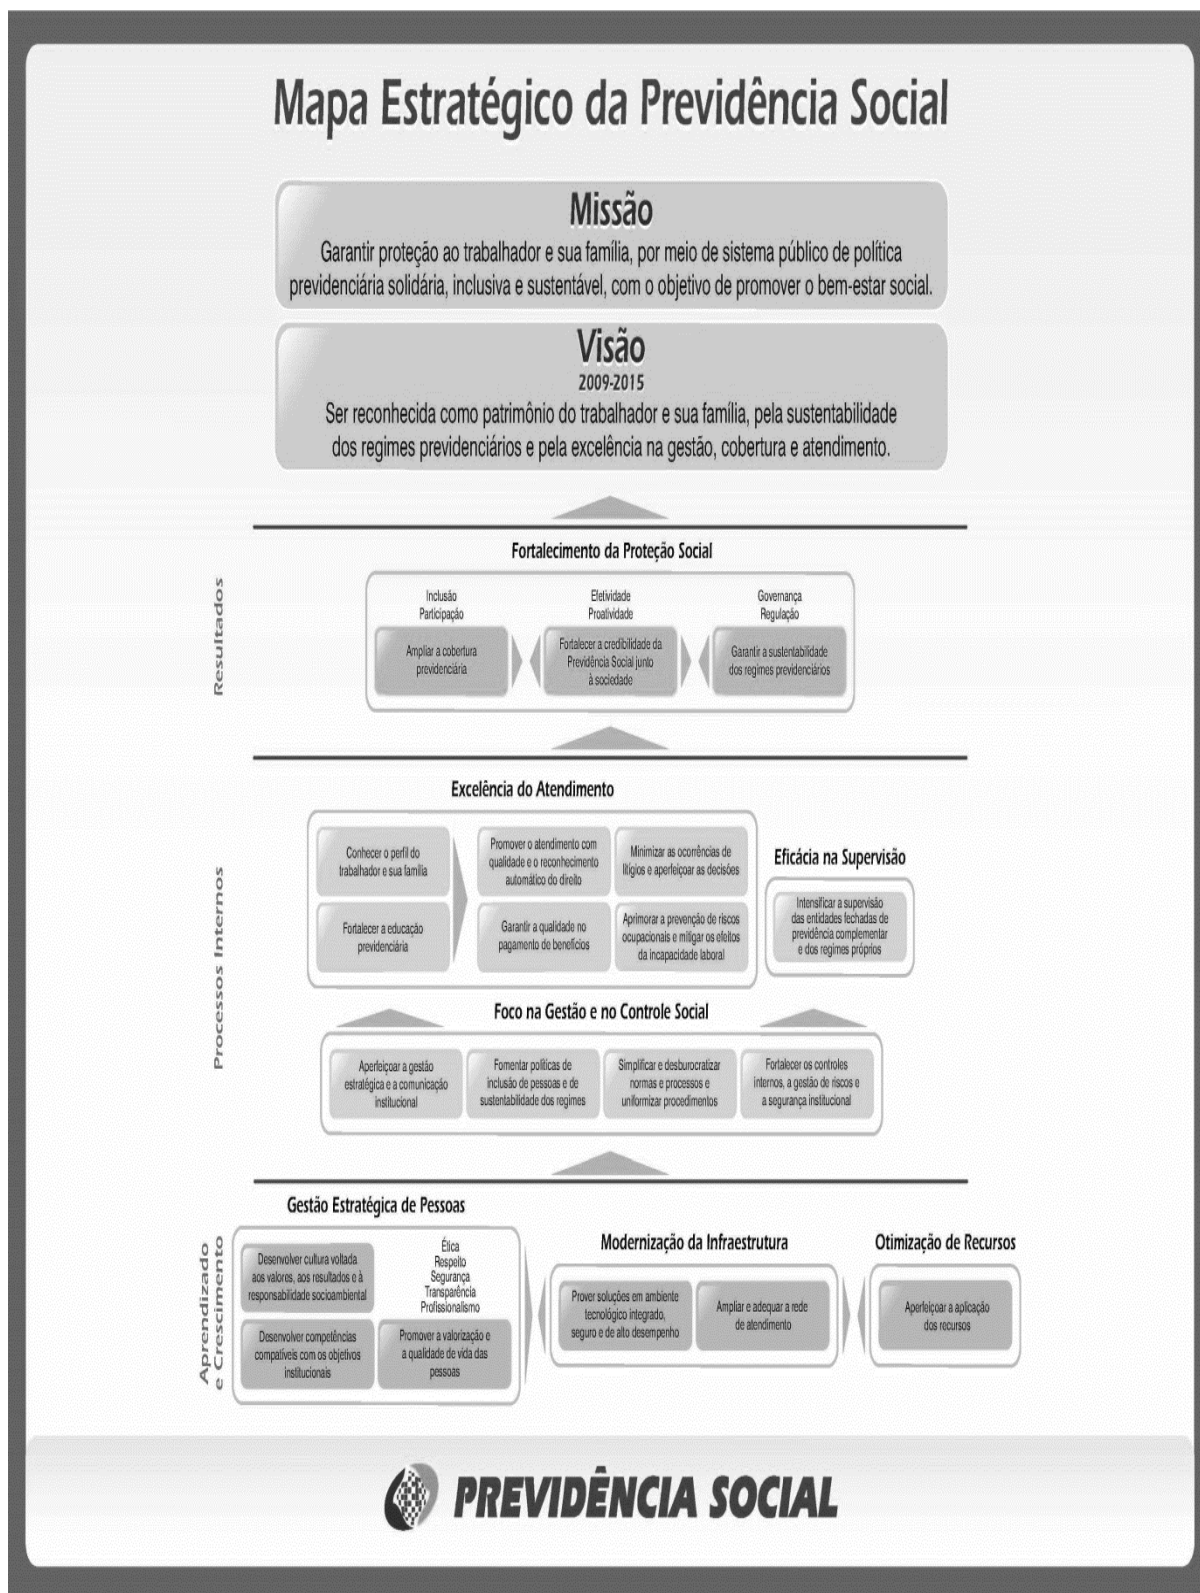 Mapa Estratégico da Previdência Social
Missão
Garantir proteção ao trabalhador e sua família, por meio de sistema público de política
previdenciária solidária, inclusiva e sustentável, com o objetivo de promover o bem-estar social.
Visão
2009-2015
Ser reconhecida como patrimônio do trabalhador e sua família, pela sustentabilidade
dos regimes previdenciários e pela excelência na gestão, cobertura e atendimento.
Resultados
Fortalecimento da Proteção Social
Inclusão
Participação
Ampliar a cobertura
previdenciária
Efetividade
Proatividade
Fortalecer a credibilidade da
Previdência Social junto
à sociedade
Governança
Regulação
Garantir a sustentabilidade
dos regimes previdenciários
Processos Internos
Excelência do Atendimento
Conhecer o perfil do
trabalhador e sua família
Fortalecer a educação
previdenciária
Promover o atendimento com
qualidade e o reconhecimento
automático do direito
Minimizar as ocorrências de
litígios e aperfeiçoar as decisões
Garantir a qualidade no
pagamento de benefícios
Aprimorar a prevenção de riscos
ocupacionais e mitigar os efeitos
da incapacidade laboral
Eficácia na Supervisão
Intensificar a supervisão
das entidades fechadas de
previdência complementar
e dos regimes próprios
Foco na Gestão e no Controle Social
Aperfeiçoar a gestão
estratégica e a comunicação
institucional
Fomentar políticas de
inclusão de pessoas e de
sustentabilidade dos regimes
Simplificar e desburocratizar
normas e processos e
uniformizar procedimentos
Fortalecer os controles
internos, a gestão de riscos e
a segurança institucional
Aprendizado
e Crescimento
Gestão Estratégica de Pessoas
Desenvolver cultura voltada
aos valores, aos resultados e à
responsabilidade socioambiental
Ética
Respeito
Segurança
Transparência
Profissionalismo
Desenvolver competências
compatíveis com os objetivos
institucionais
Promover a valorização e
a qualidade de vida das
pessoas
Modernização da Infraestrutura
Prover soluções em ambiente
tecnológico integrado,
seguro e de alto desempenho
Ampliar e adequar a rede
de atendimento
Otimização de Recursos
Aperfeiçoar a aplicação
dos recursos
PREVIDÊNCIA SOCIAL